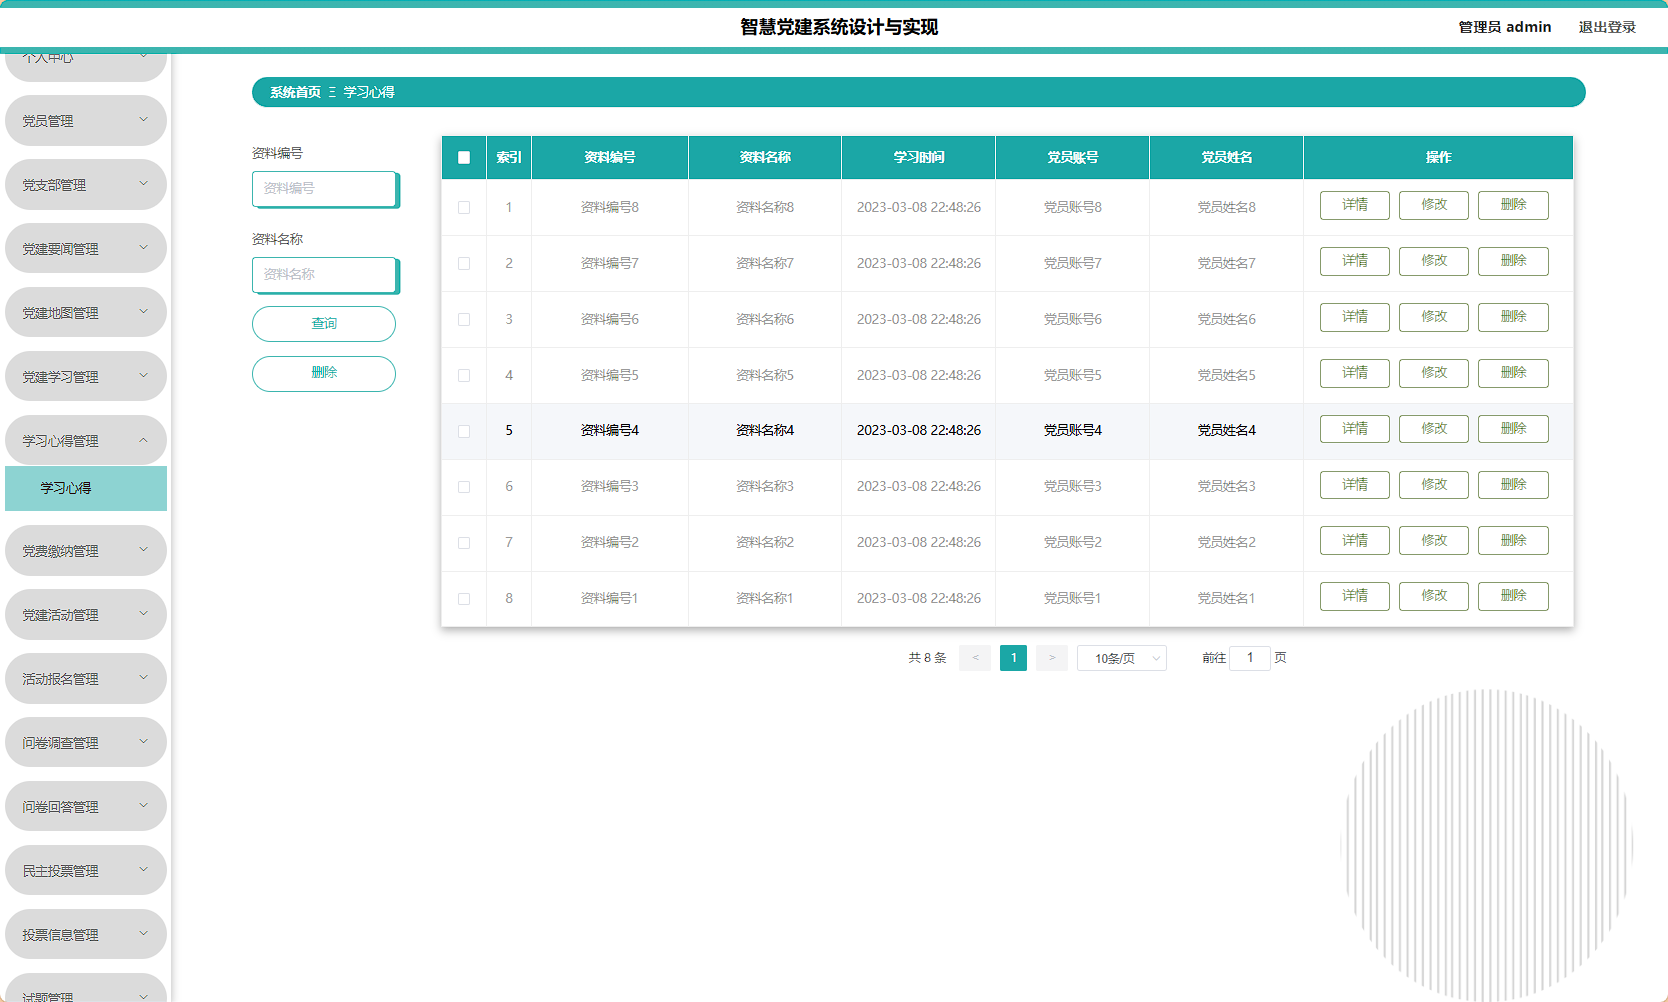 智慧党建系统设计与实现
管理员 admin 退出登录
个人中心
党员管理
党支部管理
党建要闻管理
党建地图管理
党建学习管理
学习心得管理
学习心得
党费缴纳管理
党建活动管理
活动报名管理
问卷调查管理
问卷回答管理
民主投票管理
投票信息管理
试题管理
系统首页 Ξ 学习心得
资料编号
资料编号
资料名称
资料名称
查询
删除
索引 资料编号 资料名称 学习时间 党员账号 党员姓名 操作
1 资料编号8 资料名称8 2023-03-08 22:48:26 党员账号8 党员姓名8 详情 修改 删除
2 资料编号7 资料名称7 2023-03-08 22:48:26 党员账号7 党员姓名7 详情 修改 删除
3 资料编号6 资料名称6 2023-03-08 22:48:26 党员账号6 党员姓名6 详情 修改 删除
4 资料编号5 资料名称5 2023-03-08 22:48:26 党员账号5 党员姓名5 详情 修改 删除
5 资料编号4 资料名称4 2023-03-08 22:48:26 党员账号4 党员姓名4 详情 修改 删除
6 资料编号3 资料名称3 2023-03-08 22:48:26 党员账号3 党员姓名3 详情 修改 删除
7 资料编号2 资料名称2 2023-03-08 22:48:26 党员账号2 党员姓名2 详情 修改 删除
8 资料编号1 资料名称1 2023-03-08 22:48:26 党员账号1 党员姓名1 详情 修改 删除
共 8 条 < 1 > 10条/页 前往 1 页